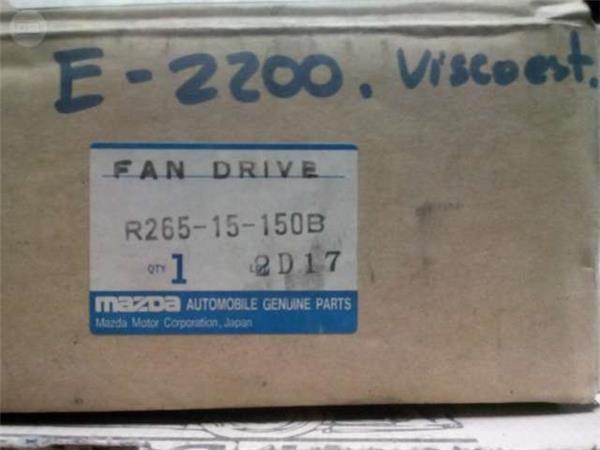 E-2200. Viscoest.
FAN DRIVE
R265-15-150B
QTY 1 2D17
mazda AUTOMOBILE GENUINE PARTS
Mazda Motor Corporation, Japan